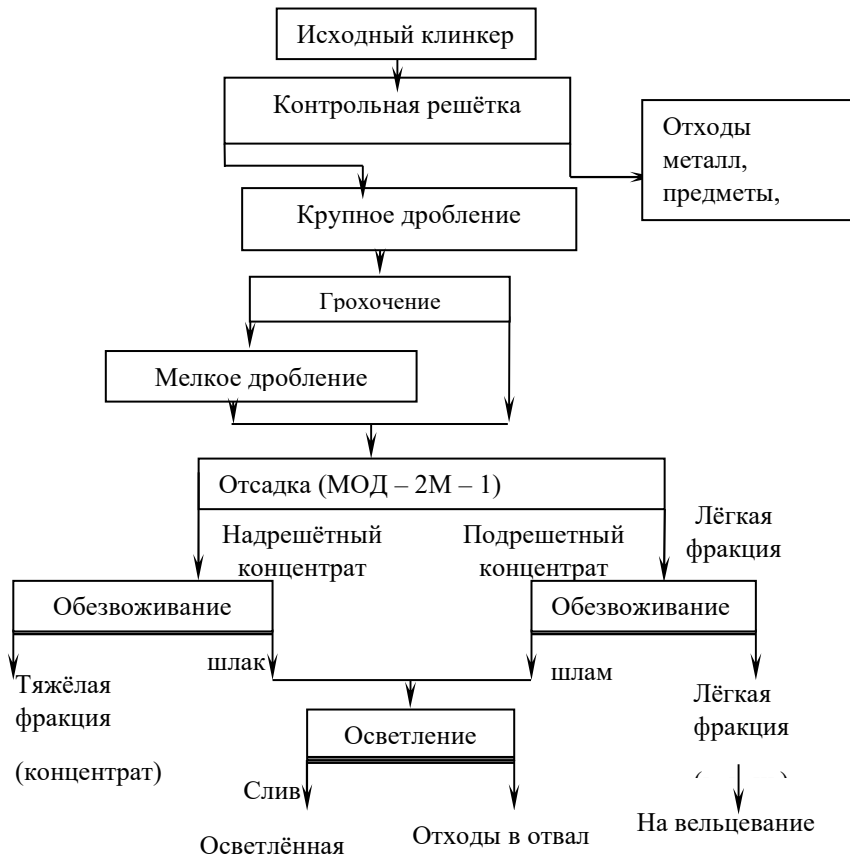 Исходный клинкер
Контрольная решётка
Отходы
металл,
предметы,
Крупное дробление
Грохочение
Мелкое дробление
Отсадка (МОД – 2М – 1)
Надрешётный
концентрат
Подрешетный
концентрат
Лёгкая
фракция
Обезвоживание
Обезвоживание
шлак
шлам
Тяжёлая
фракция
(концентрат)
Лёгкая
фракция
Осветление
Слив
Осветлённая
Отходы в отвал
На вельцевание